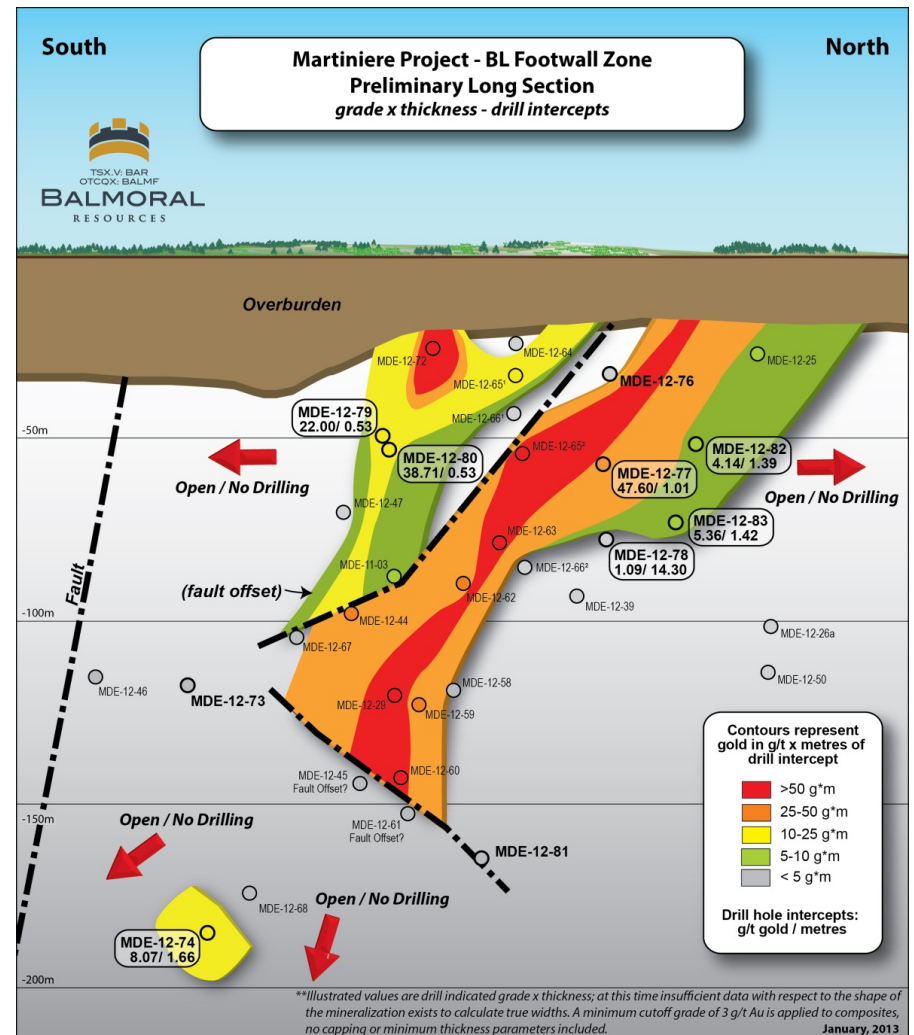 South
North
Martiniere Project - BL Footwall Zone
Preliminary Long Section
grade x thickness - drill intercepts
TSX.V: BAR
OTCQX: BALMF
BALMORAL
RESOURCES
Overburden
MDE-12-72
MDE-12-64
MDE-12-65¹
MDE-12-66¹
MDE-12-76
MDE-12-25
MDE-12-79
22.00/ 0.53
-50m
MDE-12-80
38.71/ 0.53
MDE-12-65²
MDE-12-77
47.60/ 1.01
MDE-12-82
4.14/ 1.39
Open / No Drilling
Open / No Drilling
MDE-12-47
MDE-12-83
5.36/ 1.42
MDE-12-63
MDE-12-78
1.09/ 14.30
Fault
MDE-11-03
(fault offset)
MDE-12-66²
MDE-12-62
MDE-12-39
-100m
MDE-12-44
MDE-12-67
MDE-12-26a
MDE-12-46
MDE-12-73
MDE-12-58
MDE-12-50
MDE-12-29
MDE-12-59
MDE-12-45
Fault Offset?
MDE-12-60
-150m
MDE-12-61
Fault Offset?
Open / No Drilling
MDE-12-81
MDE-12-68
Open / No Drilling
MDE-12-74
8.07/ 1.66
-200m
Contours represent
gold in g/t x metres of
drill intercept
>50 g*m
25-50 g*m
10-25 g*m
5-10 g*m
< 5 g*m
Drill hole intercepts:
g/t gold / metres
**Illustrated values are drill indicated grade x thickness; at this time insufficient data with respect to the shape of
the mineralization exists to calculate true widths. A minimum cutoff grade of 3 g/t Au is applied to composites,
no capping or minimum thickness parameters included.
January, 2013